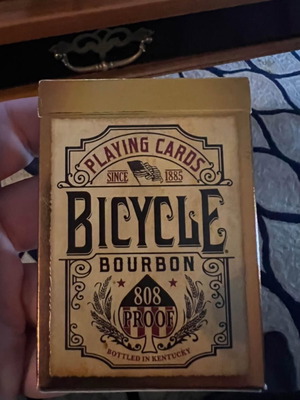 PLAYING CARDS
SINCE 1885
BICYCLE
BOURBON
808
PROOF
BOTTLED IN KENTUCKY